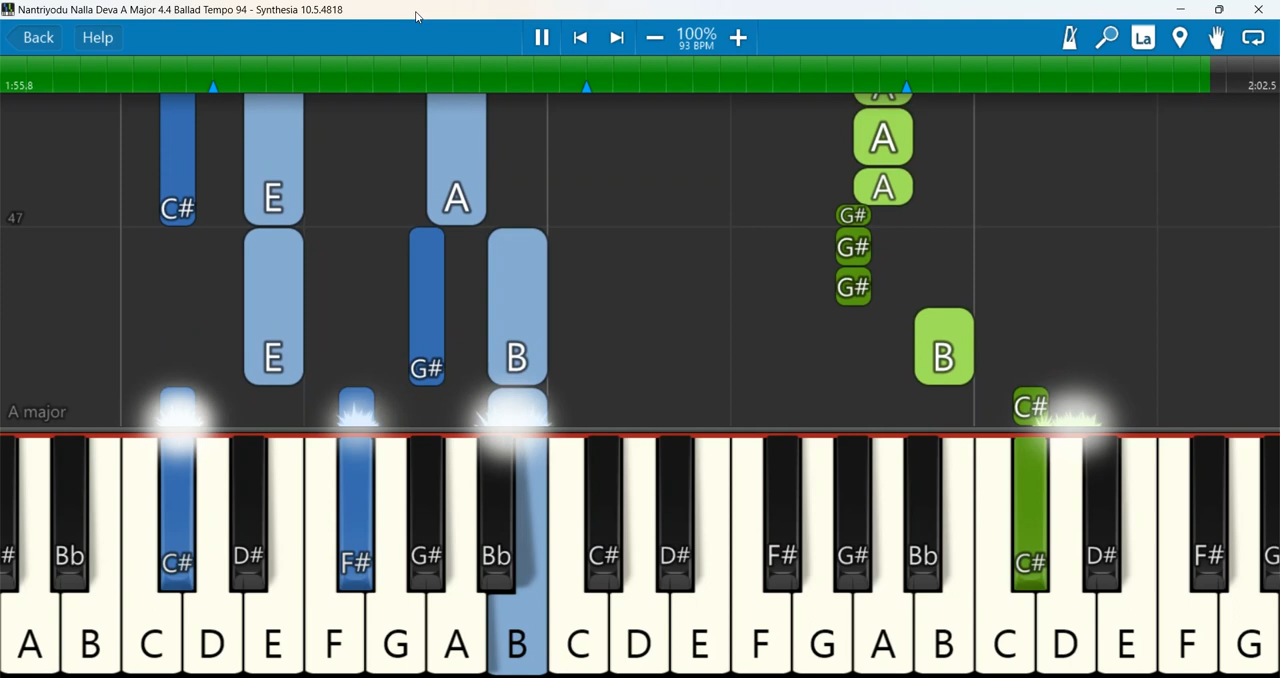 Nantriyodu Nalla Deva A Major 4.4 Ballad Tempo 94 - Synthesia 10.5.4818
Back Help 100% La
93 BPM
1:55.8 2:02.5
A
A
C# E A A
47 G#
G#
G#
E G# B B
A major C#
# Bb C# D# F# G# Bb C# D# F# G# Bb C# D# F# G
A B C D E F G A B C D E F G A B C D E F G